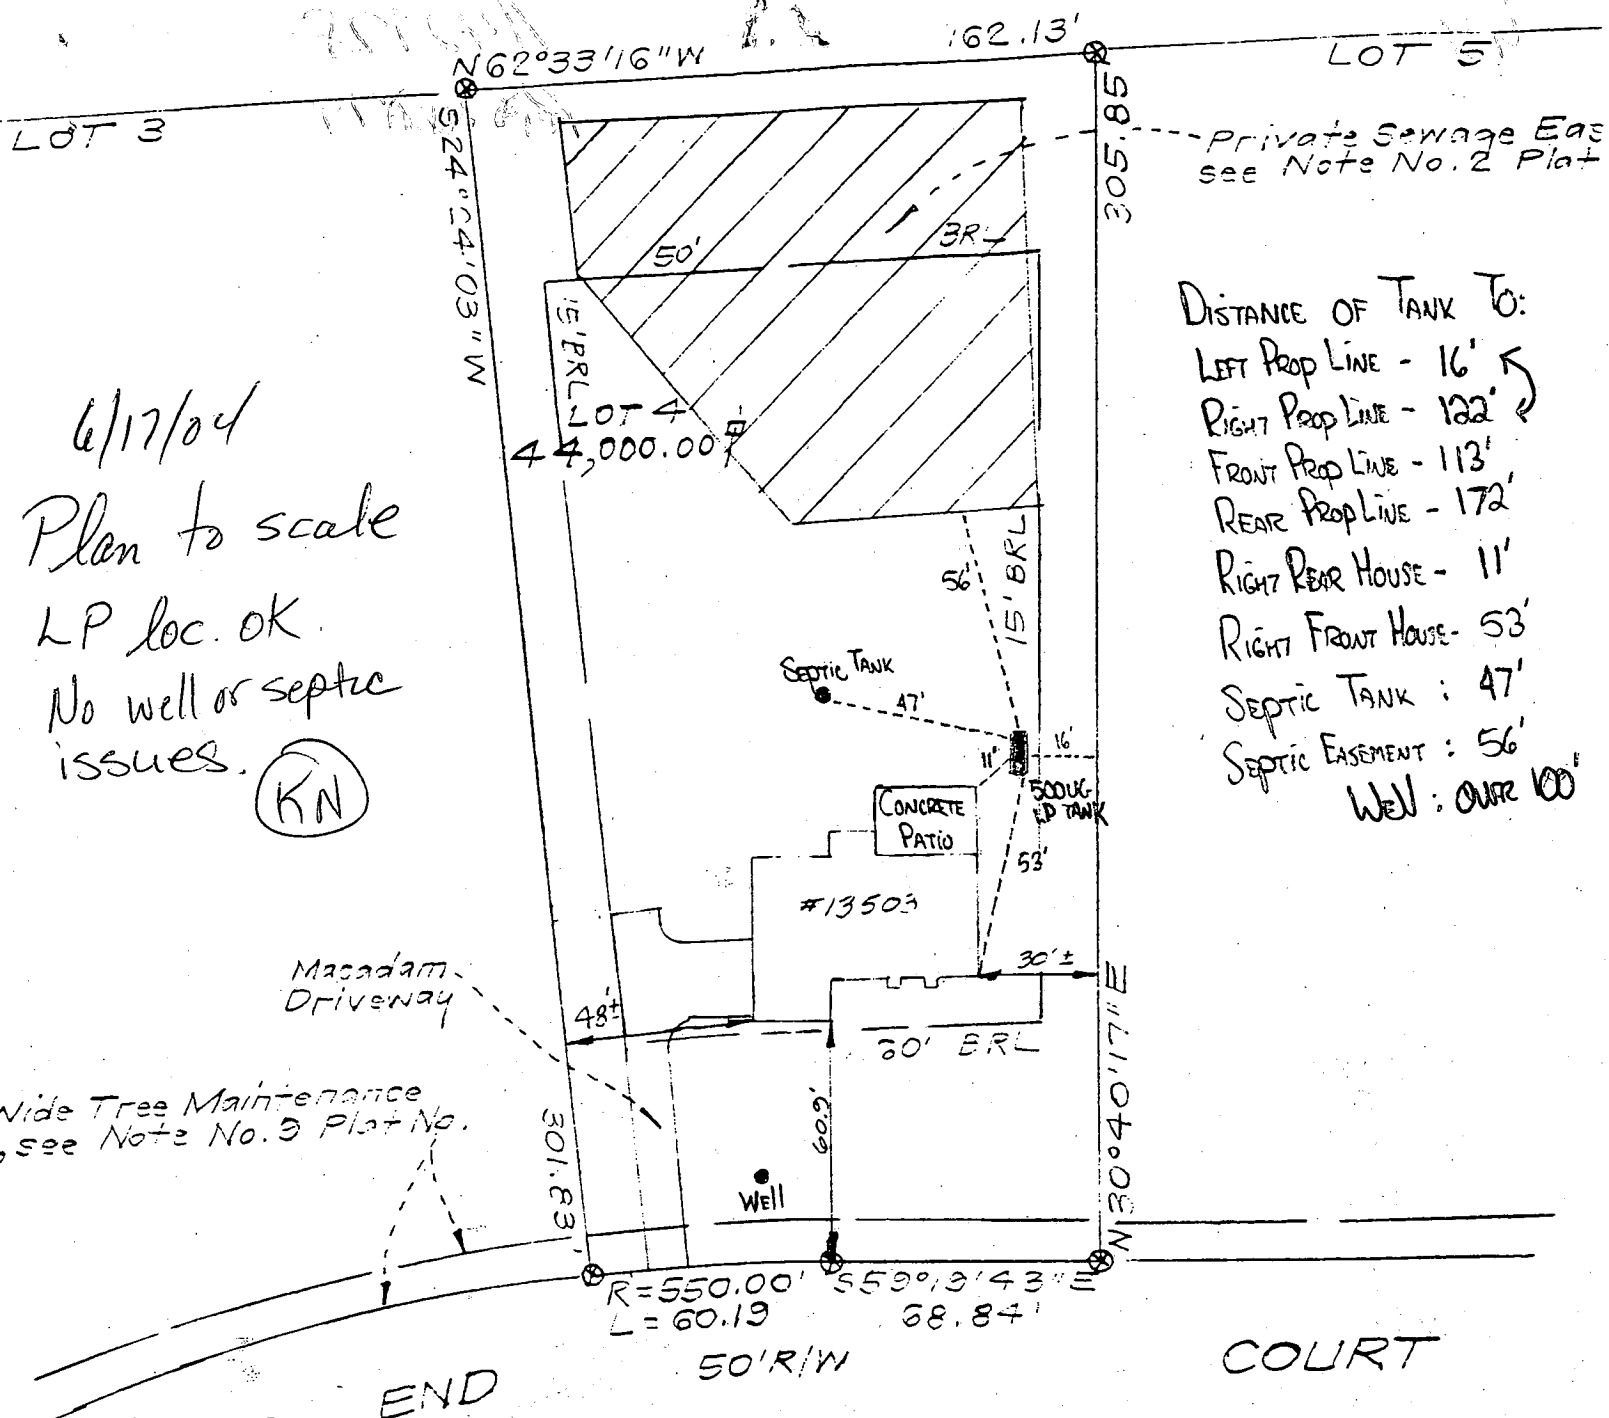 N62°33'16"W
162.13'
LOT 5
LOT 3
S24°24'03"W
305.85
Private Sewage Eas
see Note No.2 Plat
50'
BRL
15' BRL
LOT 4
44,000.00
6/17/04
Plan to scale
LP loc. OK.
No well or septic
issues.
KN
DISTANCE OF TANK TO:
LEFT PROP LINE - 16'
RIGHT PROP LINE - 122'
FRONT PROP LINE - 113'
REAR PROP LINE - 172'
RIGHT REAR HOUSE - 11'
RIGHT FRONT HOUSE - 53'
SEPTIC TANK : 47'
SEPTIC EASEMENT : 56'
WELL : OVER 100'
56'
15' BRL
SEPTIC TANK
47'
11'
16'
500UG
LP TANK
CONCRETE
PATIO
53'
#13503
30'±
Macadam
Driveway
48'±
60' BRL
60.9'
Wide Tree Maintenance
, see Note No.9 Plat No.
301.83'
N30°40'17"E
WEll
R=550.00'
L=60.19
S59°19'43"E
68.84'
50'R/W
END
COURT